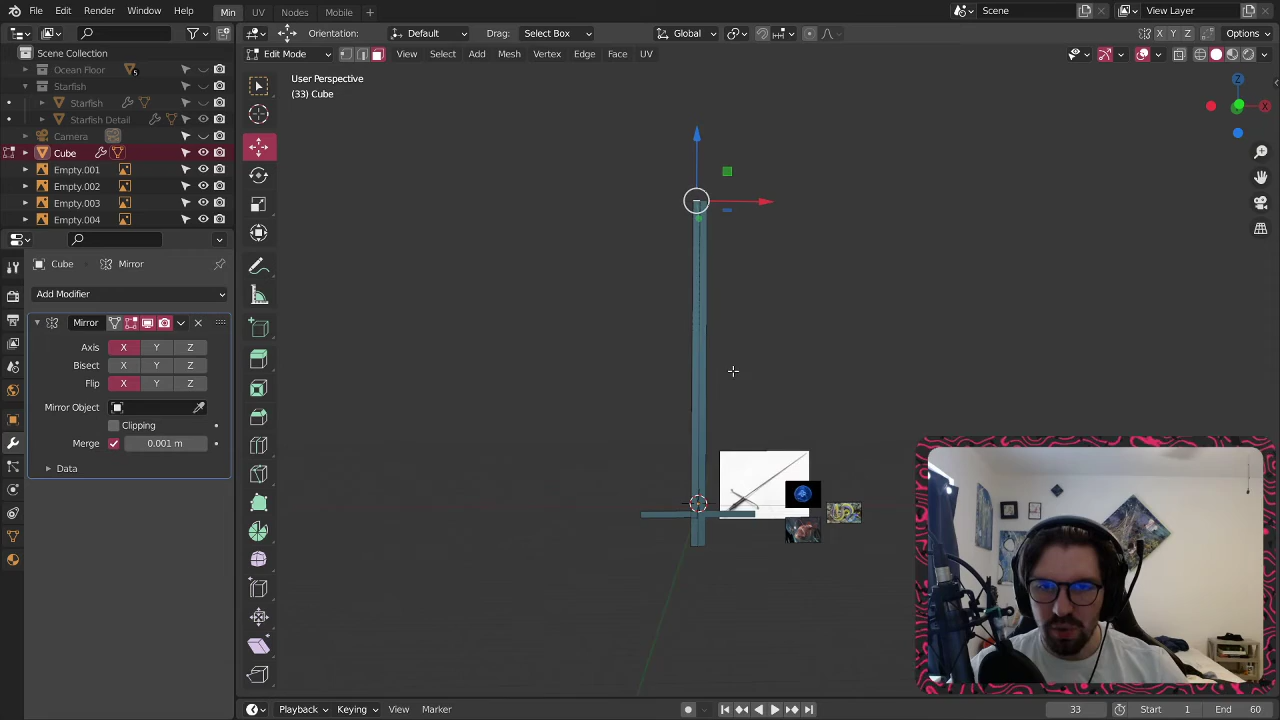 File Edit Render Window Help Min UV Nodes Mobile + Scene View Layer
Orientation: Default Drag: Select Box Global X Y Z Options
Edit Mode View Select Add Mesh Vertex Edge Face UV
Scene Collection
Ocean Floor 5
Starfish
Starfish
Starfish Detail
Camera
Cube
Empty.001
Empty.002
Empty.003
Empty.004
User Perspective
(33) Cube
Z
X
Cube Mirror
Add Modifier
Mirror
Axis X Y Z
Bisect X Y Z
Flip X Y Z
Mirror Object
Clipping
Merge 0.001 m
Data
Playback Keying View Marker 33 Start 1 End 60